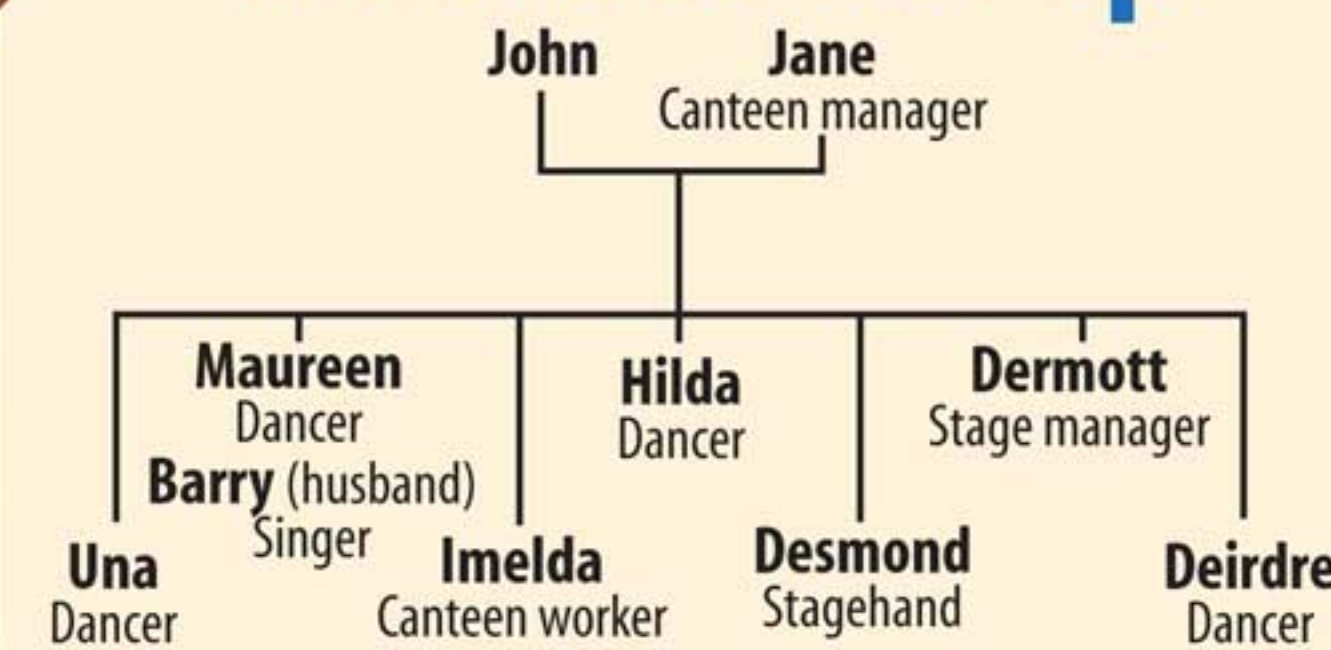 John
Jane
Canteen manager
Maureen
Dancer
Barry (husband)
Singer
Hilda
Dancer
Dermott
Stage manager
Una
Dancer
Imelda
Canteen worker
Desmond
Stagehand
Deirdre
Dancer